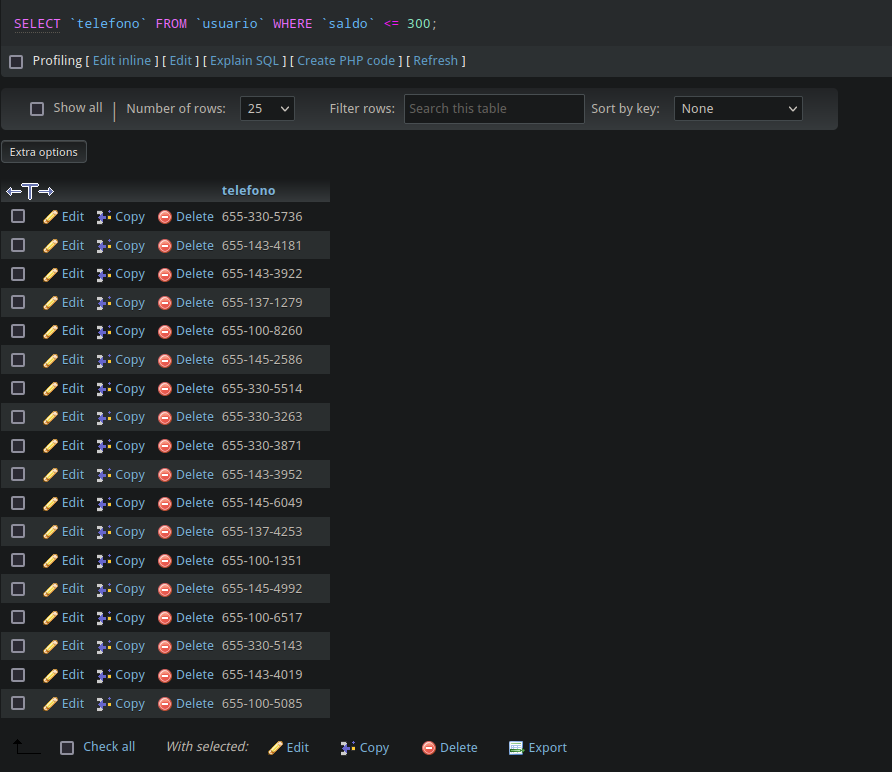 SELECT `telefono` FROM `usuario` WHERE `saldo` <= 300;
Profiling [ Edit inline ] [ Edit ] [ Explain SQL ] [ Create PHP code ] [ Refresh ]
Show all | Number of rows: 25 Filter rows: Search this table Sort by key: None
Extra options
telefono
Edit Copy Delete 655-330-5736
Edit Copy Delete 655-143-4181
Edit Copy Delete 655-143-3922
Edit Copy Delete 655-137-1279
Edit Copy Delete 655-100-8260
Edit Copy Delete 655-145-2586
Edit Copy Delete 655-330-5514
Edit Copy Delete 655-330-3263
Edit Copy Delete 655-330-3871
Edit Copy Delete 655-143-3952
Edit Copy Delete 655-145-6049
Edit Copy Delete 655-137-4253
Edit Copy Delete 655-100-1351
Edit Copy Delete 655-145-4992
Edit Copy Delete 655-100-6517
Edit Copy Delete 655-330-5143
Edit Copy Delete 655-143-4019
Edit Copy Delete 655-100-5085
Check all With selected: Edit Copy Delete Export